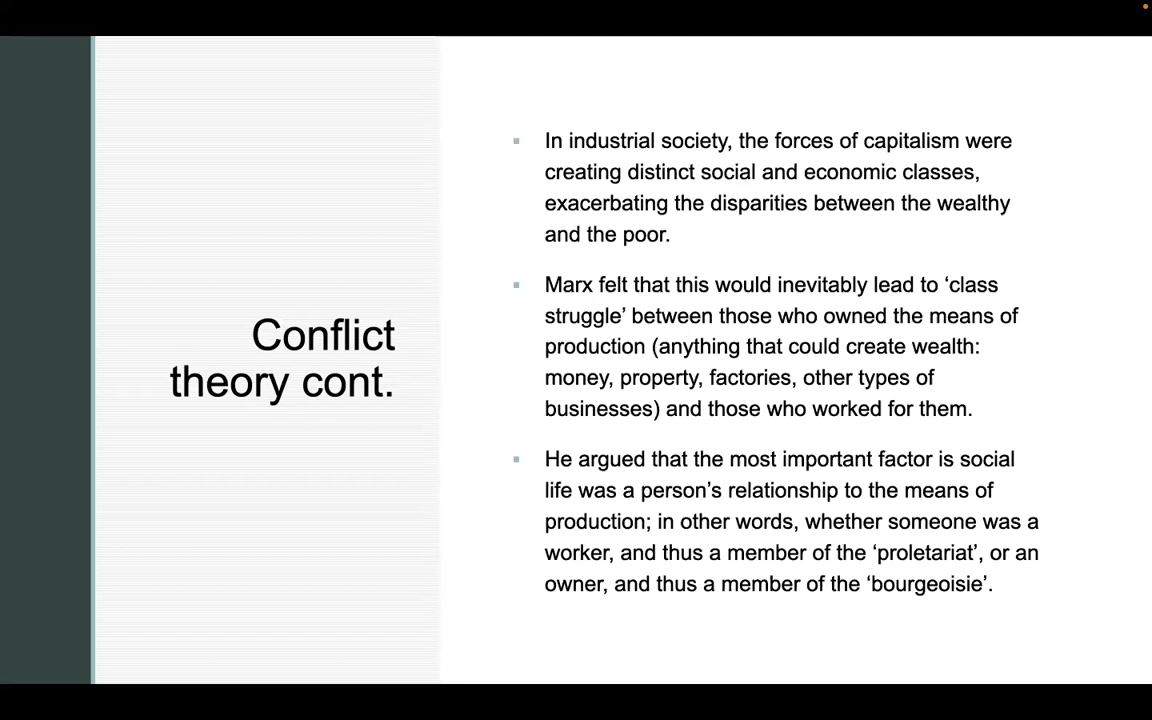 Conflict
theory cont.
▪ In industrial society, the forces of capitalism were
creating distinct social and economic classes,
exacerbating the disparities between the wealthy
and the poor.
▪ Marx felt that this would inevitably lead to ‘class
struggle’ between those who owned the means of
production (anything that could create wealth:
money, property, factories, other types of
businesses) and those who worked for them.
▪ He argued that the most important factor is social
life was a person’s relationship to the means of
production; in other words, whether someone was a
worker, and thus a member of the ‘proletariat’, or an
owner, and thus a member of the ‘bourgeoisie’.